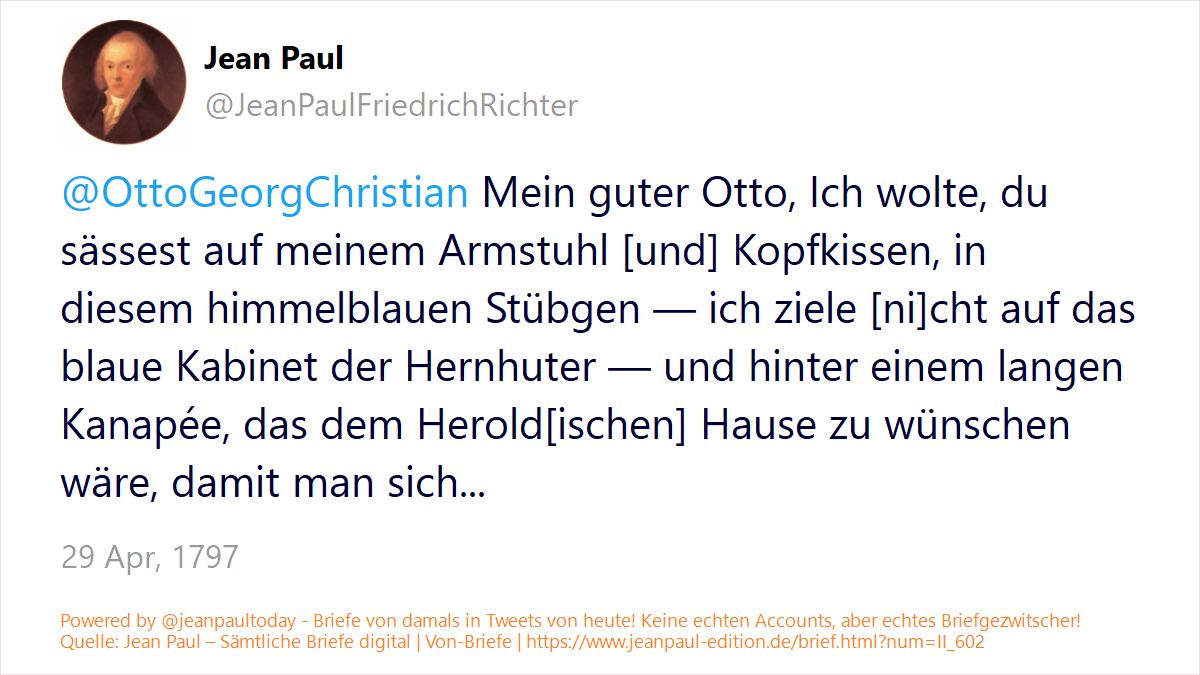 Jean Paul
@JeanPaulFriedrichRichter
@OttoGeorgChristian Mein guter Otto, Ich wolte, du
sässest auf meinem Armstuhl [und] Kopfkissen, in
diesem himmelblauen Stübgen — ich ziele [ni]cht auf das
blaue Kabinet der Hernhuter — und hinter einem langen
Kanapée, das dem Herold[ischen] Hause zu wünschen
wäre, damit man sich...
29 Apr, 1797
Powered by @jeanpaultoday - Briefe von damals in Tweets von heute! Keine echten Accounts, aber echtes Briefgezwitscher!
Quelle: Jean Paul – Sämtliche Briefe digital | Von-Briefe | https://www.jeanpaul-edition.de/brief.html?num=II_602